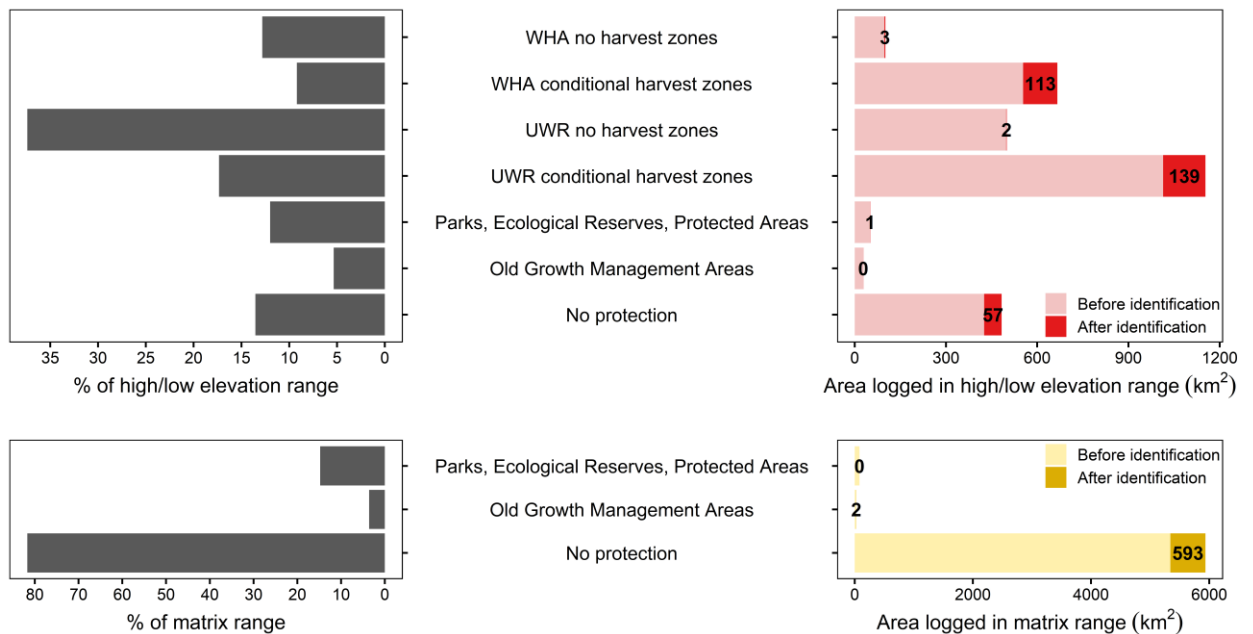 WHA no harvest zones 3
WHA conditional harvest zones 113
UWR no harvest zones 2
UWR conditional harvest zones 139
Parks, Ecological Reserves, Protected Areas 1
Old Growth Management Areas 0
No protection 57
Before identification
After identification
35 30 25 20 15 10 5 0
0 300 600 900 1200
% of high/low elevation range
Area logged in high/low elevation range (km²)
Parks, Ecological Reserves, Protected Areas 0
Old Growth Management Areas 2
No protection 593
Before identification
After identification
80 70 60 50 40 30 20 10 0
0 2000 4000 6000
% of matrix range
Area logged in matrix range (km²)